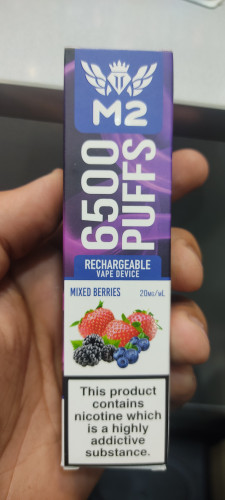 M2
6500
PUFFS
RECHARGEABLE
VAPE DEVICE
MIXED BERRIES 20MG/ML
This product
contains
nicotine which
is a highly
addictive
substance.